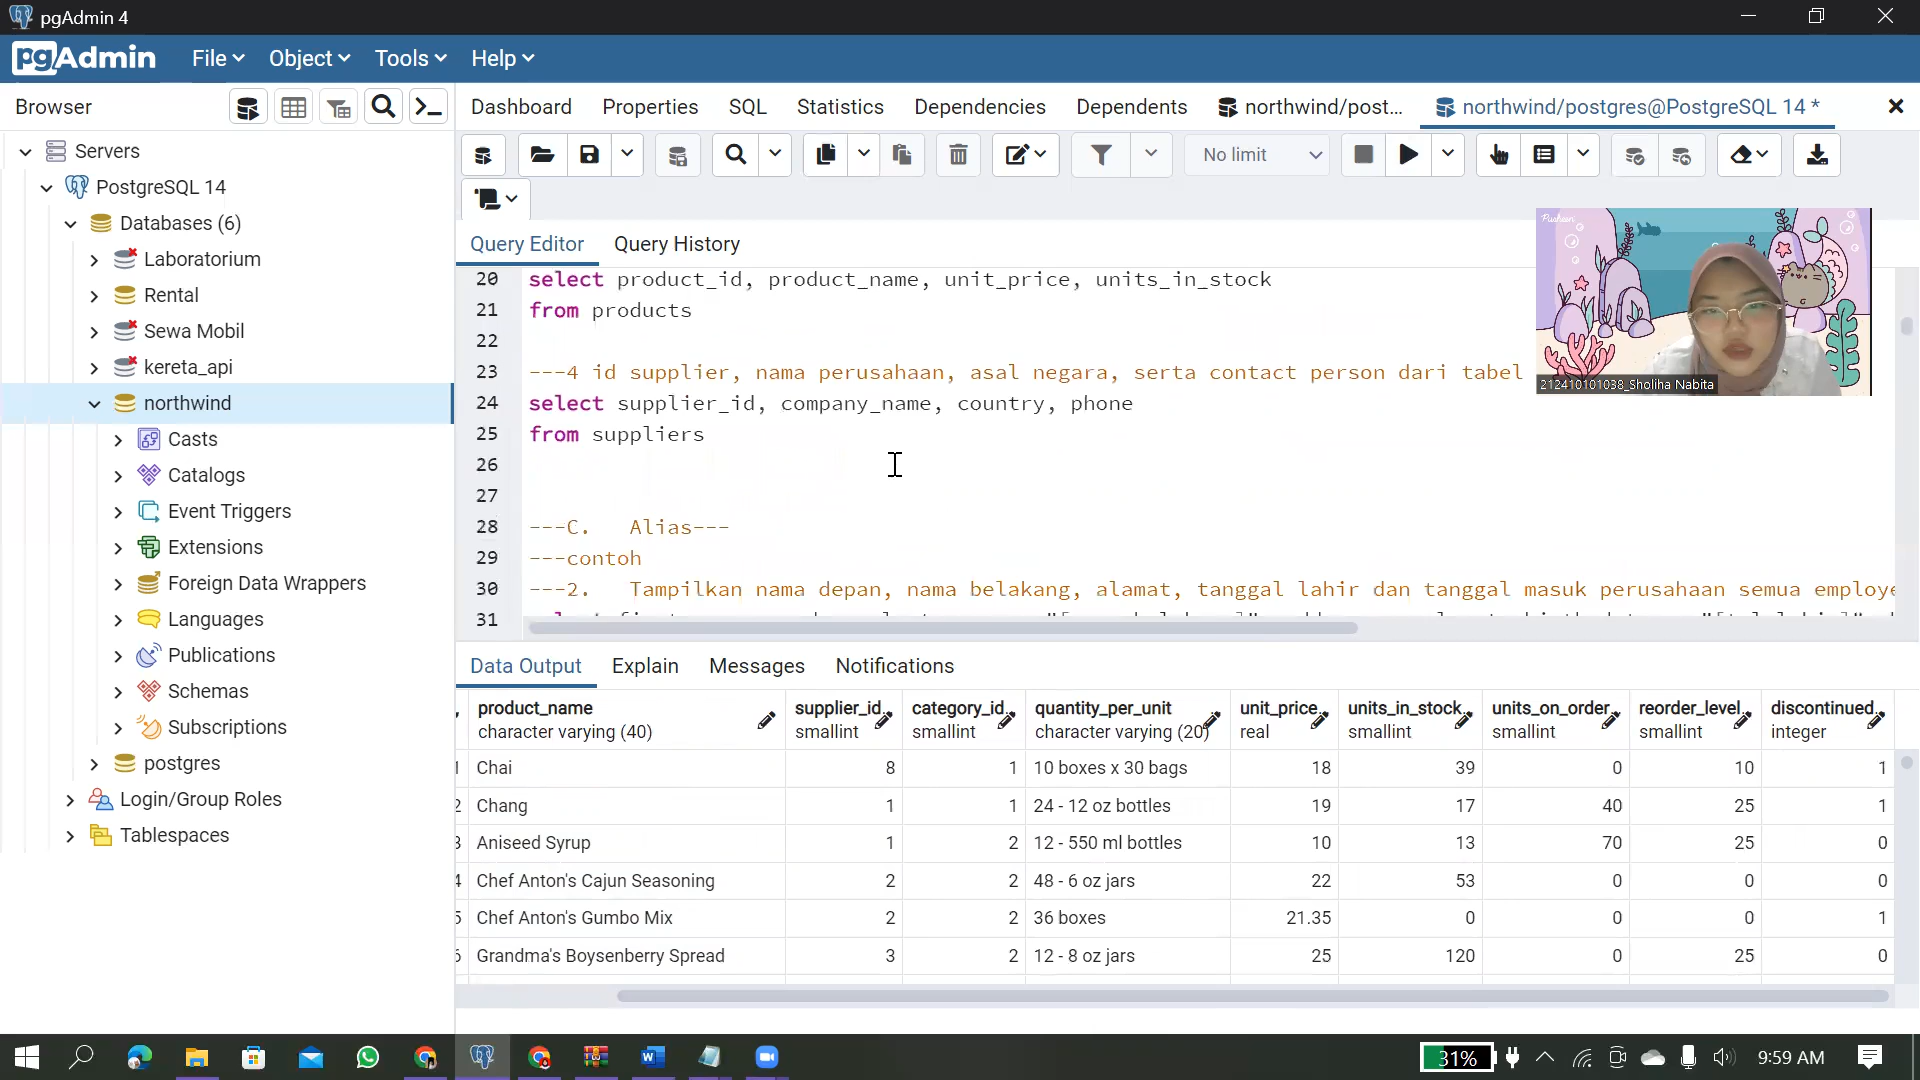 pgAdmin 4
pgAdmin File Object Tools Help
Browser
Dashboard Properties SQL Statistics Dependencies Dependents northwind/post... northwind/postgres@PostgreSQL 14 *
No limit
Servers
PostgreSQL 14
Databases (6)
Laboratorium
Rental
Sewa Mobil
kereta_api
northwind
Casts
Catalogs
Event Triggers
Extensions
Foreign Data Wrappers
Languages
Publications
Schemas
Subscriptions
postgres
Login/Group Roles
Tablespaces
Query Editor Query History
20 select product_id, product_name, unit_price, units_in_stock
21 from products
22
23 ---4 id supplier, nama perusahaan, asal negara, serta contact person dari tabel
24 select supplier_id, company_name, country, phone
25 from suppliers
26
27
28 ---C. Alias---
29 ---contoh
30 ---2. Tampilkan nama depan, nama belakang, alamat, tanggal lahir dan tanggal masuk perusahaan semua employe
31
Pusheen
212410101038_Sholiha Nabita
Data Output Explain Messages Notifications
product_name supplier_id category_id quantity_per_unit unit_price units_in_stock units_on_order reorder_level discontinued
character varying (40) smallint smallint character varying (20) real smallint smallint smallint integer
1 Chai 8 1 10 boxes x 30 bags 18 39 0 10 1
2 Chang 1 1 24 - 12 oz bottles 19 17 40 25 1
3 Aniseed Syrup 1 2 12 - 550 ml bottles 10 13 70 25 0
4 Chef Anton's Cajun Seasoning 2 2 48 - 6 oz jars 22 53 0 0 0
5 Chef Anton's Gumbo Mix 2 2 36 boxes 21.35 0 0 0 1
6 Grandma's Boysenberry Spread 3 2 12 - 8 oz jars 25 120 0 25 0
31% 9:59 AM